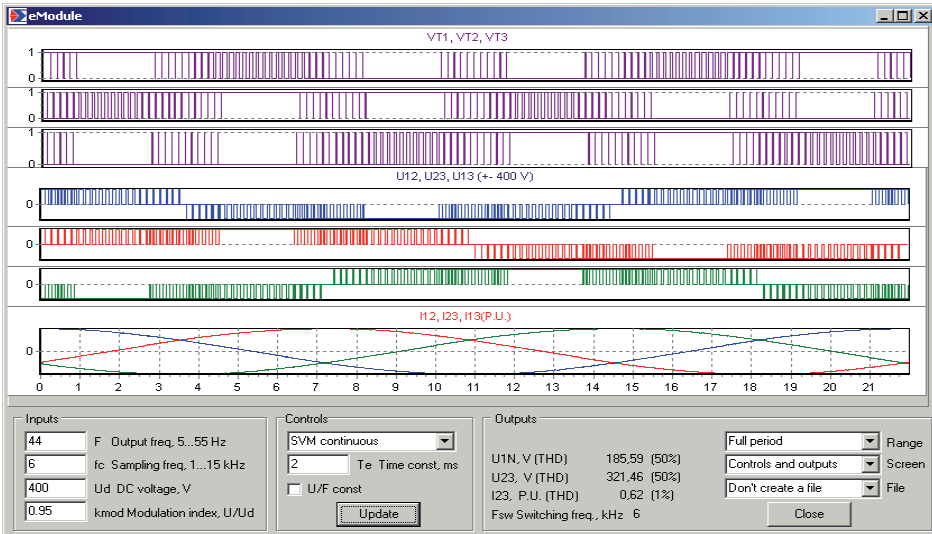 eModule
VT1, VT2, VT3
1
0
1
0
1
0
U12, U23, U13 (+- 400 V)
0
0
0
I12, I23, I13(P.U.)
0
0 1 2 3 4 5 6 7 8 9 10 11 12 13 14 15 16 17 18 19 20 21
Inputs
44 F Output freq, 5...55 Hz
6 fc Sampling freq, 1...15 kHz
400 Ud DC voltage, V
0.95 kmod Modulation index, U/Ud
Controls
SVM continuous
2 Te Time const, ms
U/F const
Update
Outputs
U1N, V (THD) 185,59 (50%)
U23, V (THD) 321,46 (50%)
I23, P.U. (THD) 0,62 (1%)
Fsw Switching freq., kHz 6
Full period Range
Controls and outputs Screen
Don't create a file File
Close